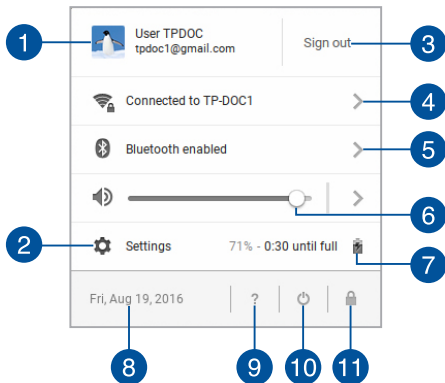 1
User TPDOC
tpdoc1@gmail.com
Sign out
3
Connected to TP-DOC1
4
Bluetooth enabled
5
6
2
Settings
71% - 0:30 until full
7
Fri, Aug 19, 2016
?
8
9
10
11